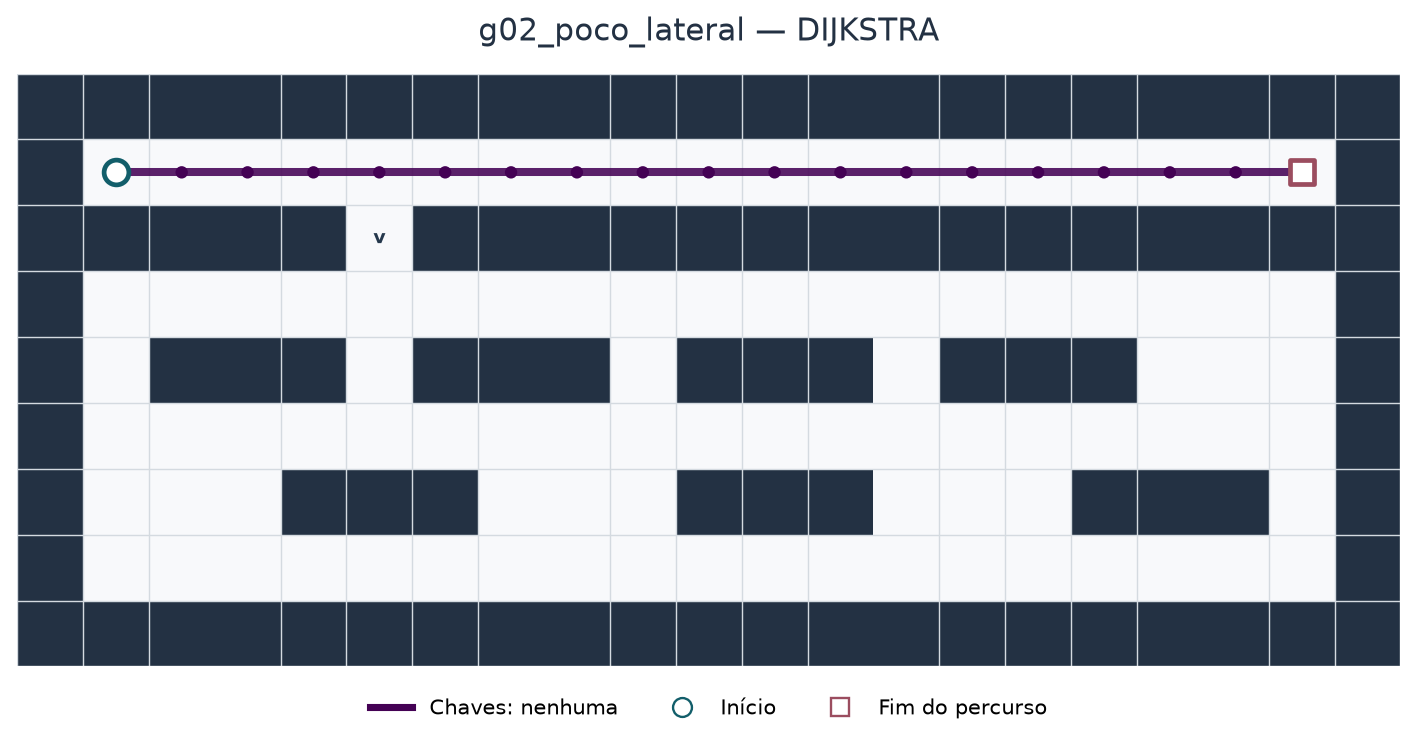 g02_poco_lateral — DIJKSTRA
v
Chaves: nenhuma Início Fim do percurso